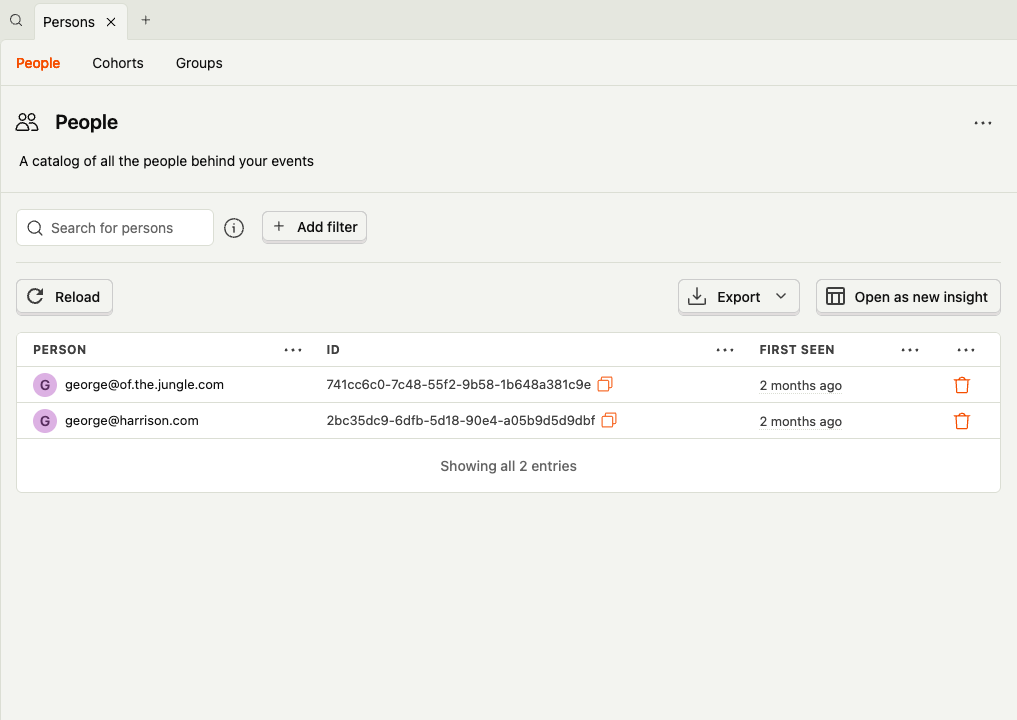 Persons
People Cohorts Groups
People
A catalog of all the people behind your events
Search for persons Add filter
Reload Export Open as new insight
PERSON ID FIRST SEEN
G george@of.the.jungle.com 741cc6c0-7c48-55f2-9b58-1b648a381c9e 2 months ago
G george@harrison.com 2bc35dc9-6dfb-5d18-90e4-a05b9d5d9dbf 2 months ago
Showing all 2 entries